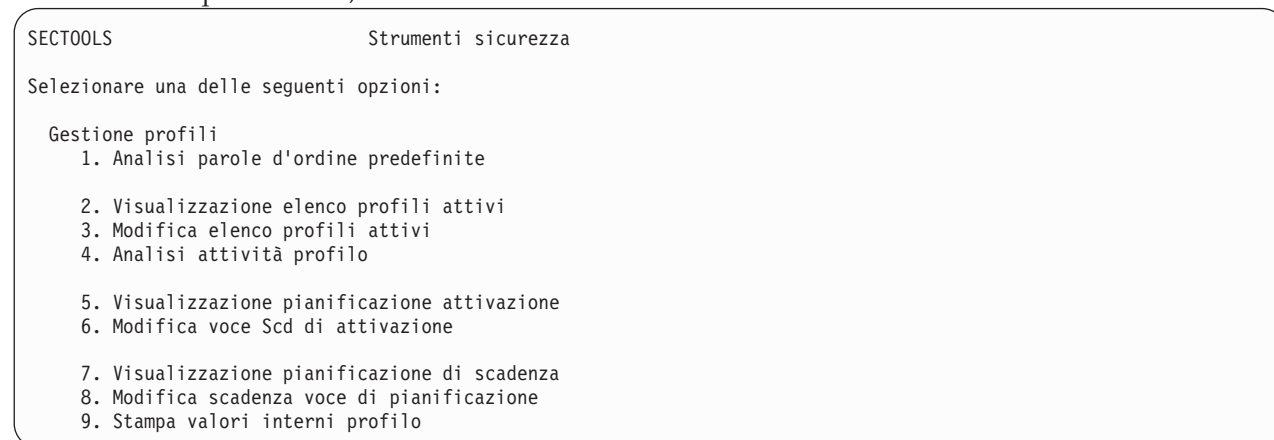 SECTOOLS Strumenti sicurezza
Selezionare una delle seguenti opzioni:
Gestione profili
1. Analisi parole d'ordine predefinite
2. Visualizzazione elenco profili attivi
3. Modifica elenco profili attivi
4. Analisi attività profilo
5. Visualizzazione pianificazione attivazione
6. Modifica voce Scd di attivazione
7. Visualizzazione pianificazione di scadenza
8. Modifica scadenza voce di pianificazione
9. Stampa valori interni profilo